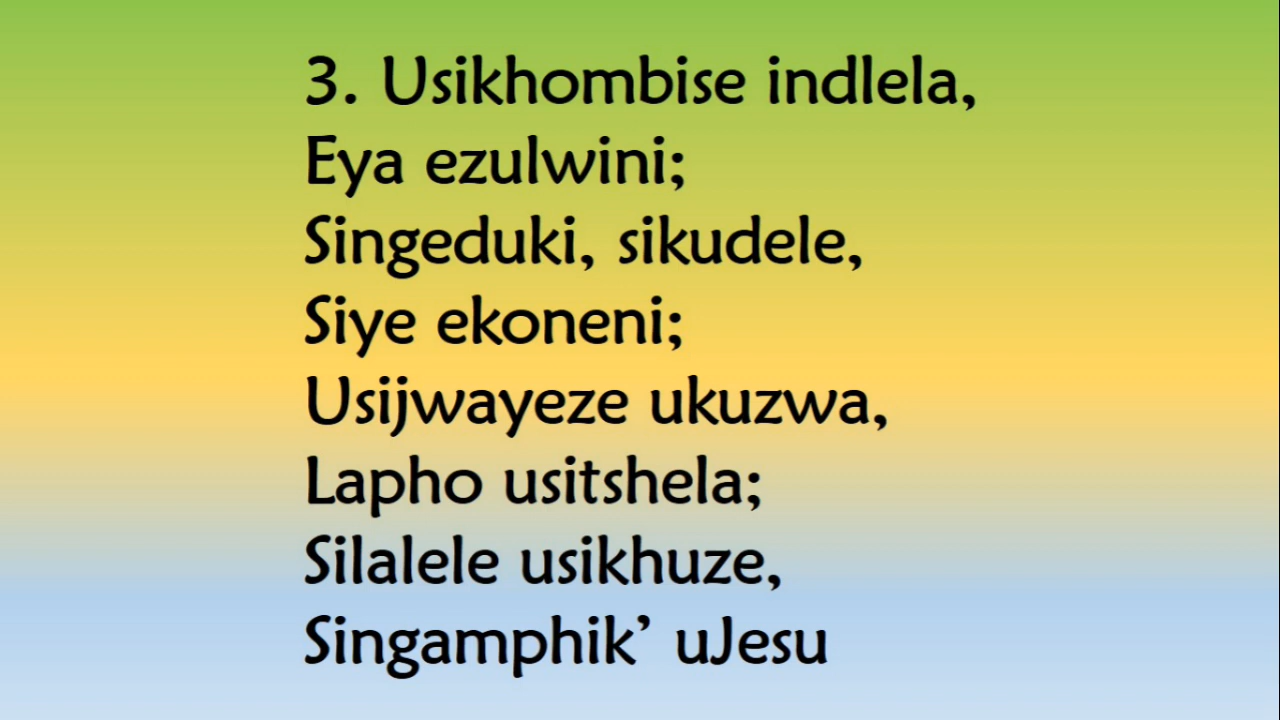 3. Usikhombise indlela,
Eya ezulwini;
Singeduki, sikudele,
Siye ekoneni;
Usijwayeze ukuzwa,
Lapho usitshela;
Silalele usikhuze,
Singamphik’ uJesu